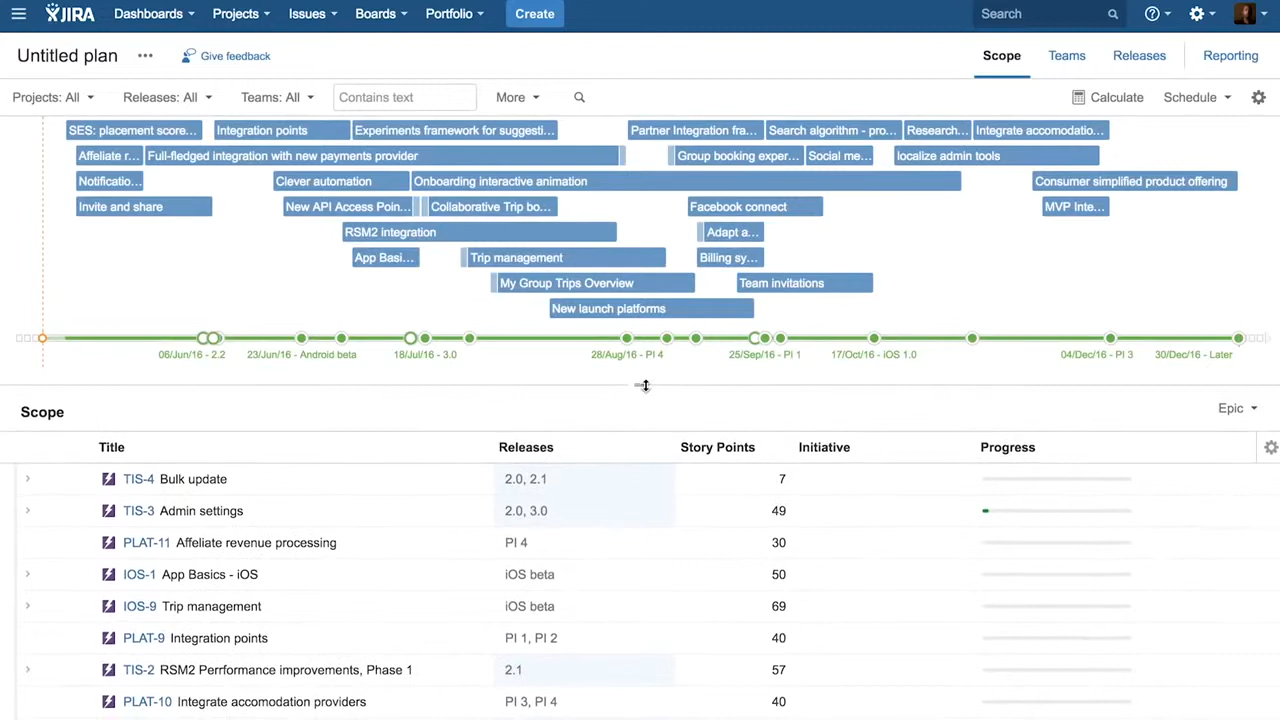 JIRA Dashboards Projects Issues Boards Portfolio Create Search
Untitled plan ••• Give feedback Scope Teams Releases Reporting
Projects: All Releases: All Teams: All Contains text More Calculate Schedule
SES: placement score... Integration points Experiments framework for suggesti... Partner Integration fra... Search algorithm - pro... Research... Integrate accomodatio...
Affeliate r... Full-fledged integration with new payments provider Group booking exper... Social me... localize admin tools
Notificatio... Clever automation Onboarding interactive animation Consumer simplified product offering
Invite and share New API Access Poin... Collaborative Trip bo... Facebook connect MVP Inte...
RSM2 integration Adapt a...
App Basi... Trip management Billing sy...
My Group Trips Overview Team invitations
New launch platforms
06/Jun/16 - 2.2 23/Jun/16 - Android beta 18/Jul/16 - 3.0 28/Aug/16 - PI 4 25/Sep/16 - PI 1 17/Oct/16 - iOS 1.0 04/Dec/16 - PI 3 30/Dec/16 - Later
Scope Epic
Title Releases Story Points Initiative Progress
TIS-4 Bulk update 2.0, 2.1 7
TIS-3 Admin settings 2.0, 3.0 49
PLAT-11 Affeliate revenue processing PI 4 30
IOS-1 App Basics - iOS iOS beta 50
IOS-9 Trip management iOS beta 69
PLAT-9 Integration points PI 1, PI 2 40
TIS-2 RSM2 Perrformance improvements, Phase 1 2.1 57
PLAT-10 Integrate accomodation providers PI 3, PI 4 40